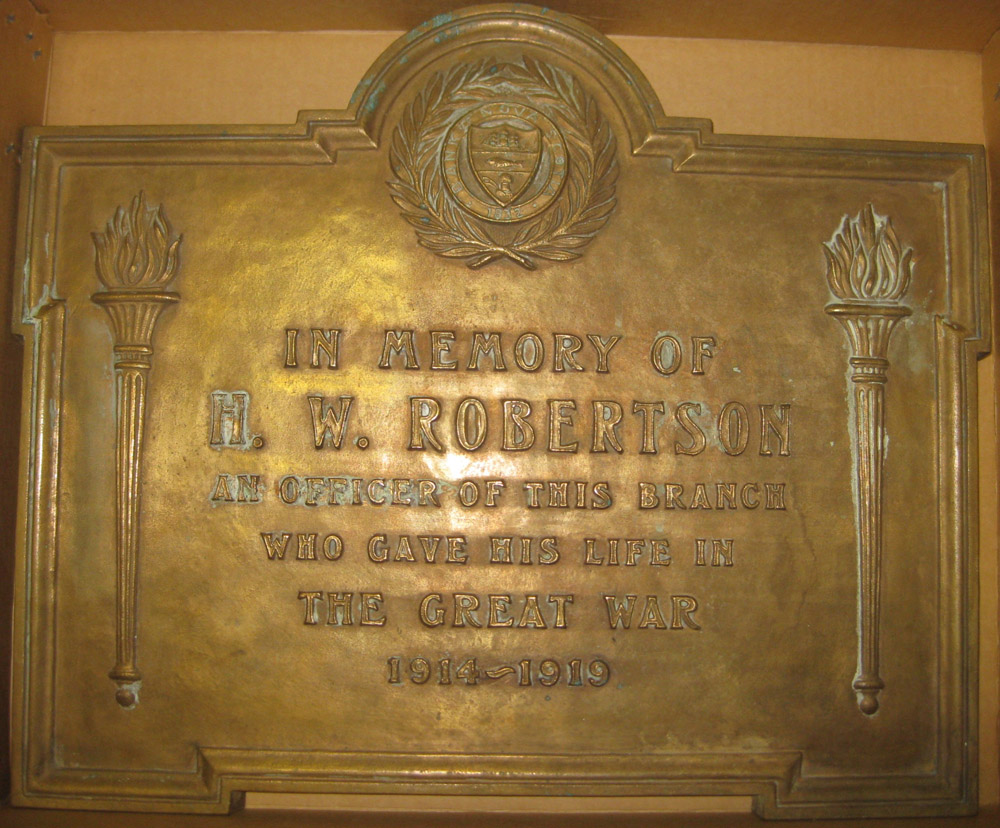 IN MEMORY OF
H. W. ROBERTSON
AN OFFICER OF THIS BRANCH
WHO GAVE HIS LIFE IN
THE GREAT WAR
1914~1919